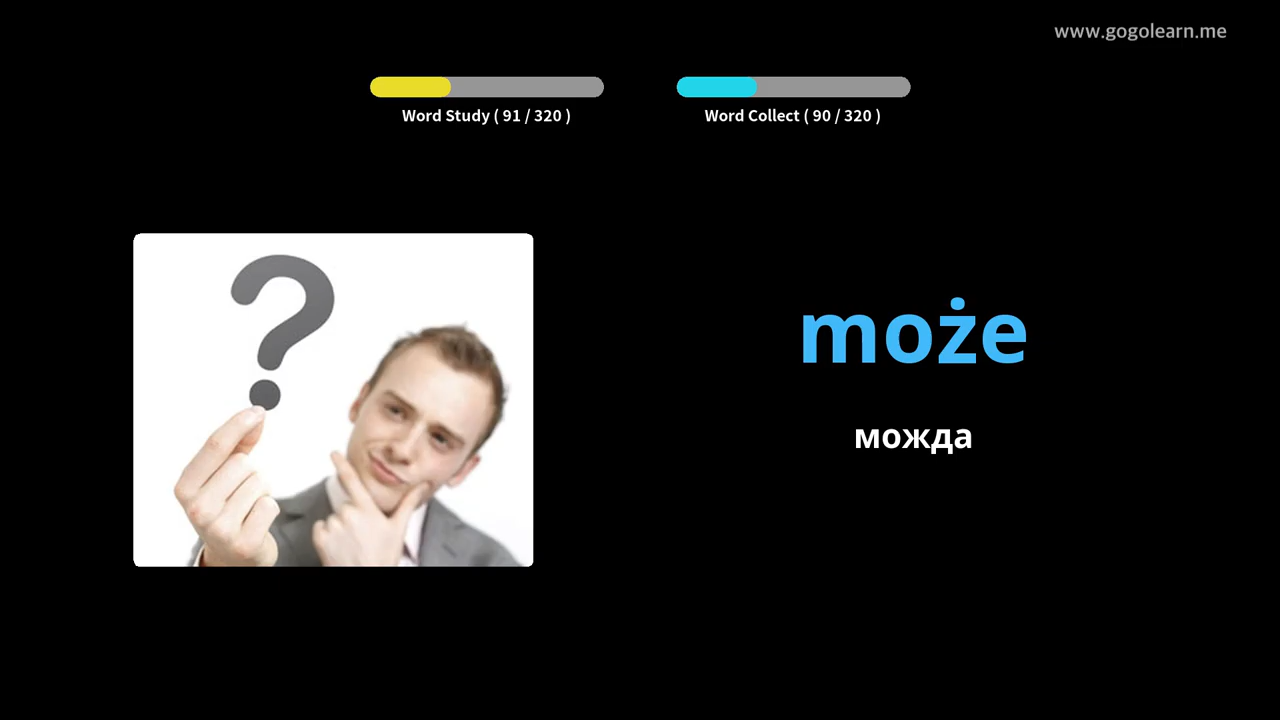 www.gogolearn.me
Word Study ( 91 / 320 )
Word Collect ( 90 / 320 )
?
może
можда